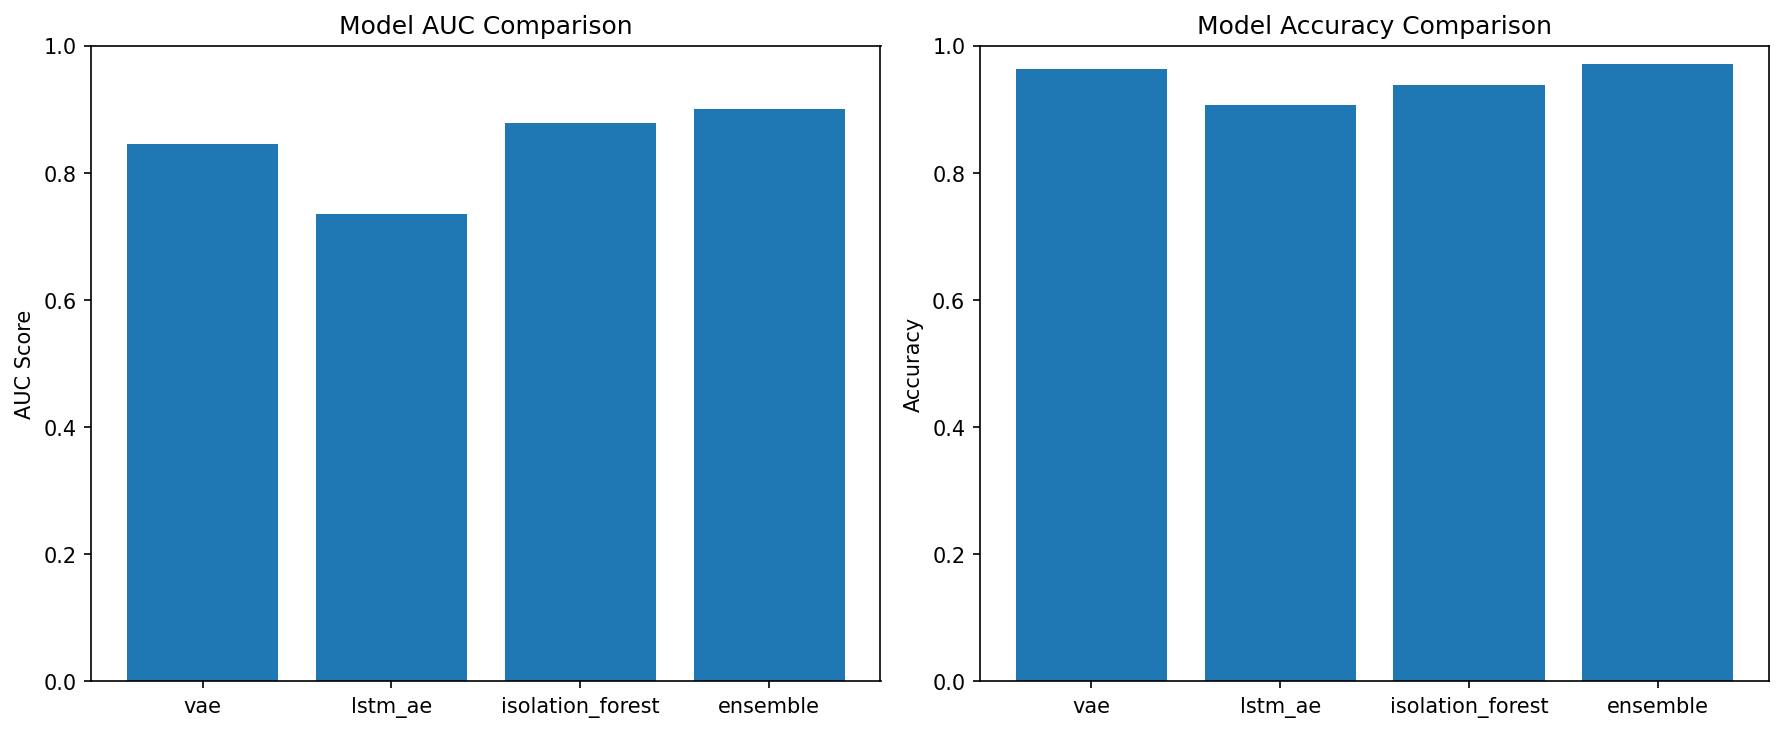 Model AUC Comparison
AUC Score
1.0
0.8
0.6
0.4
0.2
0.0
vae lstm_ae isolation_forest ensemble
Model Accuracy Comparison
Accuracy
1.0
0.8
0.6
0.4
0.2
0.0
vae lstm_ae isolation_forest ensemble